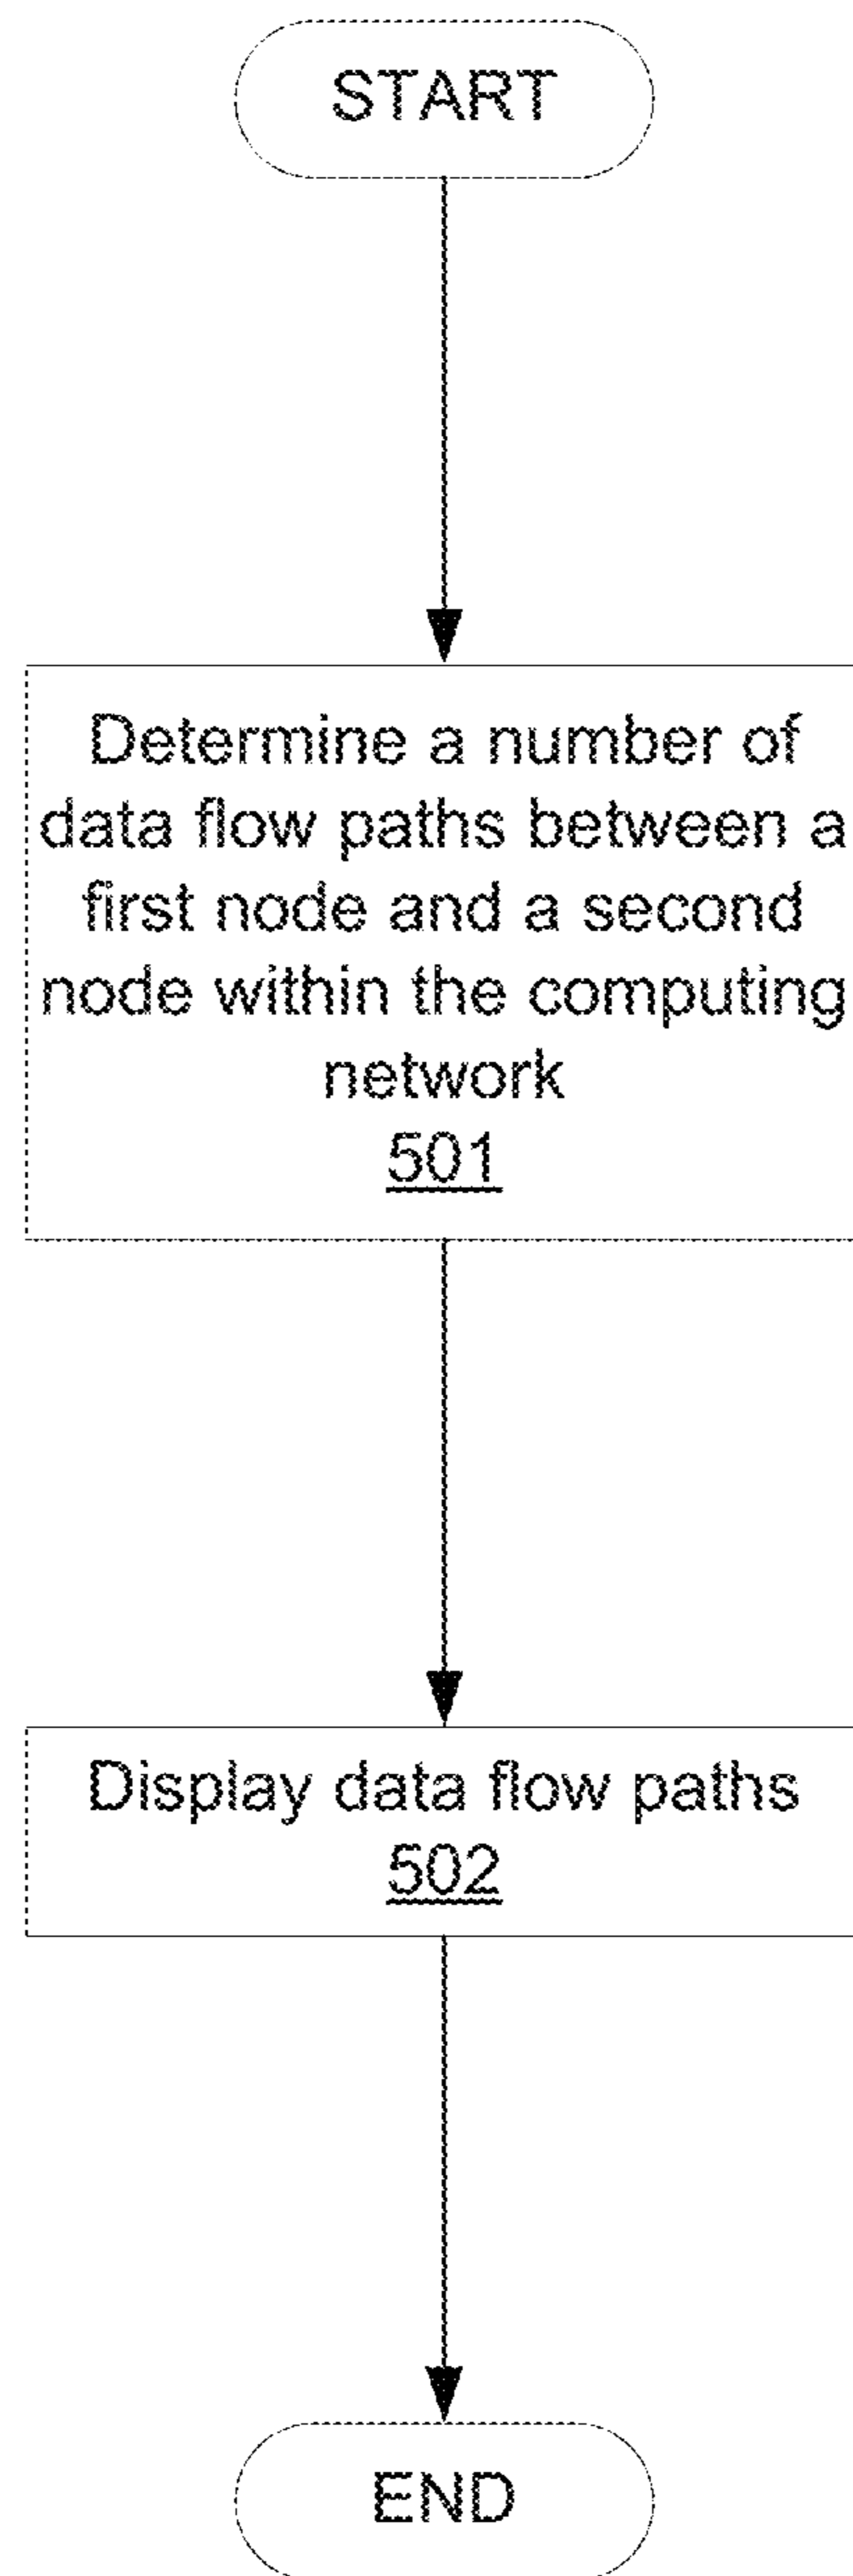 START
Determine a number of
data flow paths between a
first node and a second
node within the computing
network
501
Display data flow paths
502
END